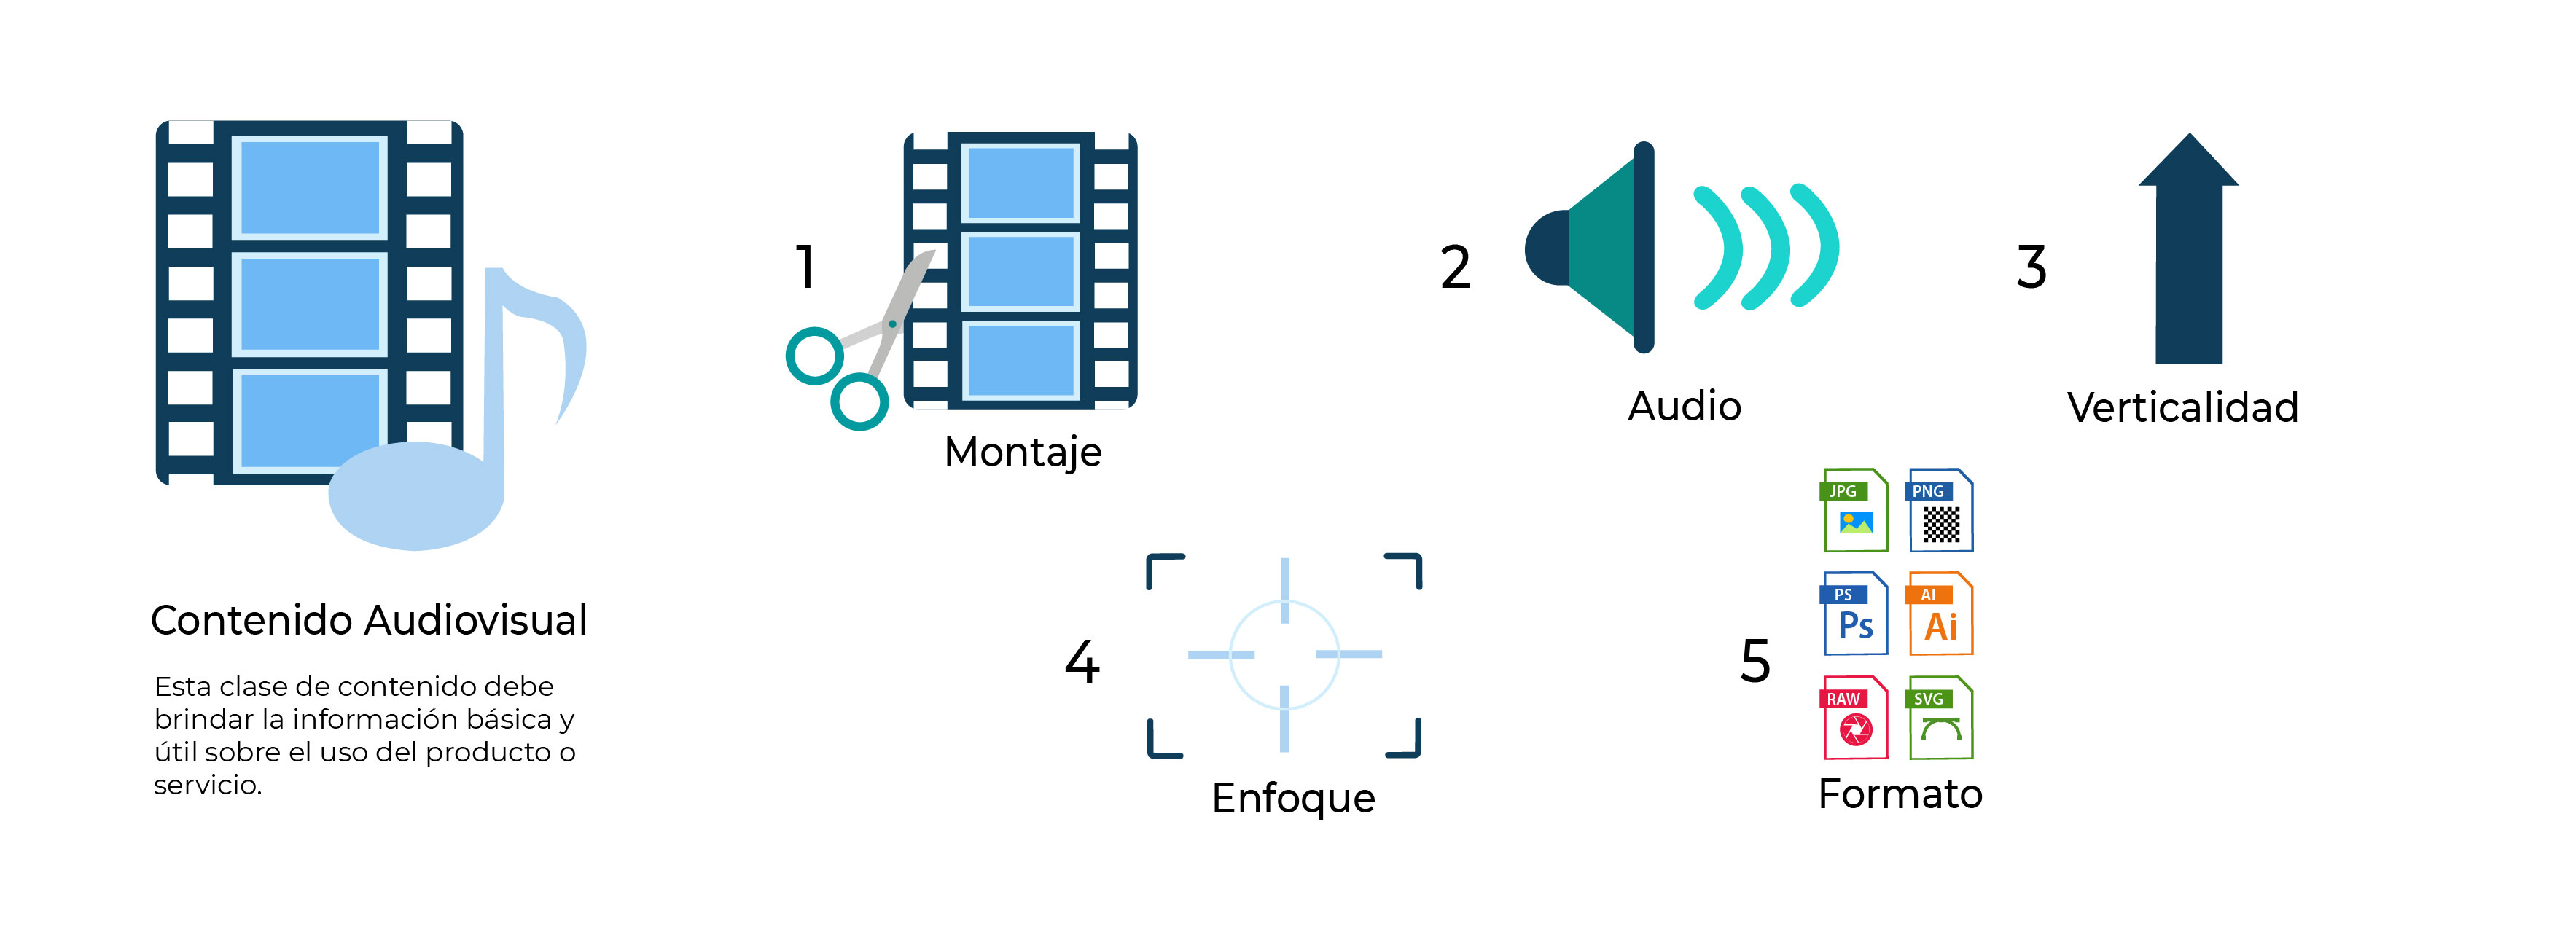 Contenido Audiovisual
Esta clase de contenido debe
brindar la información básica y
útil sobre el uso del producto o
servicio.
1
Montaje
2
Audio
3
Verticalidad
4
Enfoque
5
JPG
PNG
PS
Ps
AI
Ai
RAW
SVG
Formato